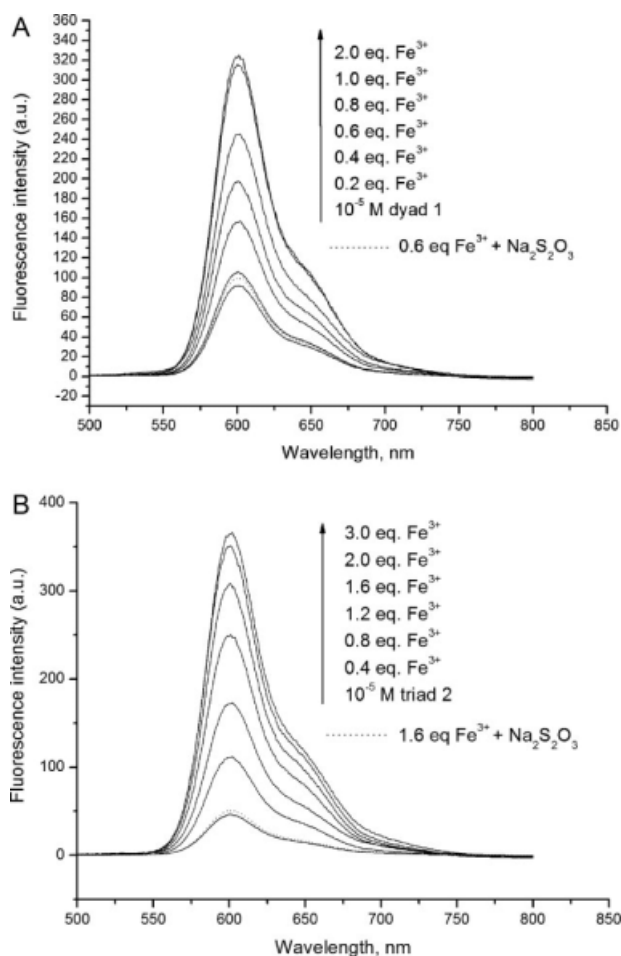 A
360
340
320
300
280
260
240
220
200
180
160
140
120
100
80
60
40
20
0
-20
Fluorescence intensity (a.u.)
2.0 eq. Fe³⁺
1.0 eq. Fe³⁺
0.8 eq. Fe³⁺
0.6 eq. Fe³⁺
0.4 eq. Fe³⁺
0.2 eq. Fe³⁺
10⁻⁵ M dyad 1
0.6 eq Fe³⁺ + Na₂S₂O₃
500 550 600 650 700 750 800 850
Wavelength, nm
B
400
300
200
100
0
Fluorescence intensity (a.u.)
3.0 eq. Fe³⁺
2.0 eq. Fe³⁺
1.6 eq. Fe³⁺
1.2 eq. Fe³⁺
0.8 eq. Fe³⁺
0.4 eq. Fe³⁺
10⁻⁵ M triad 2
1.6 eq Fe³⁺ + Na₂S₂O₃
500 550 600 650 700 750 800 850
Wavelength, nm